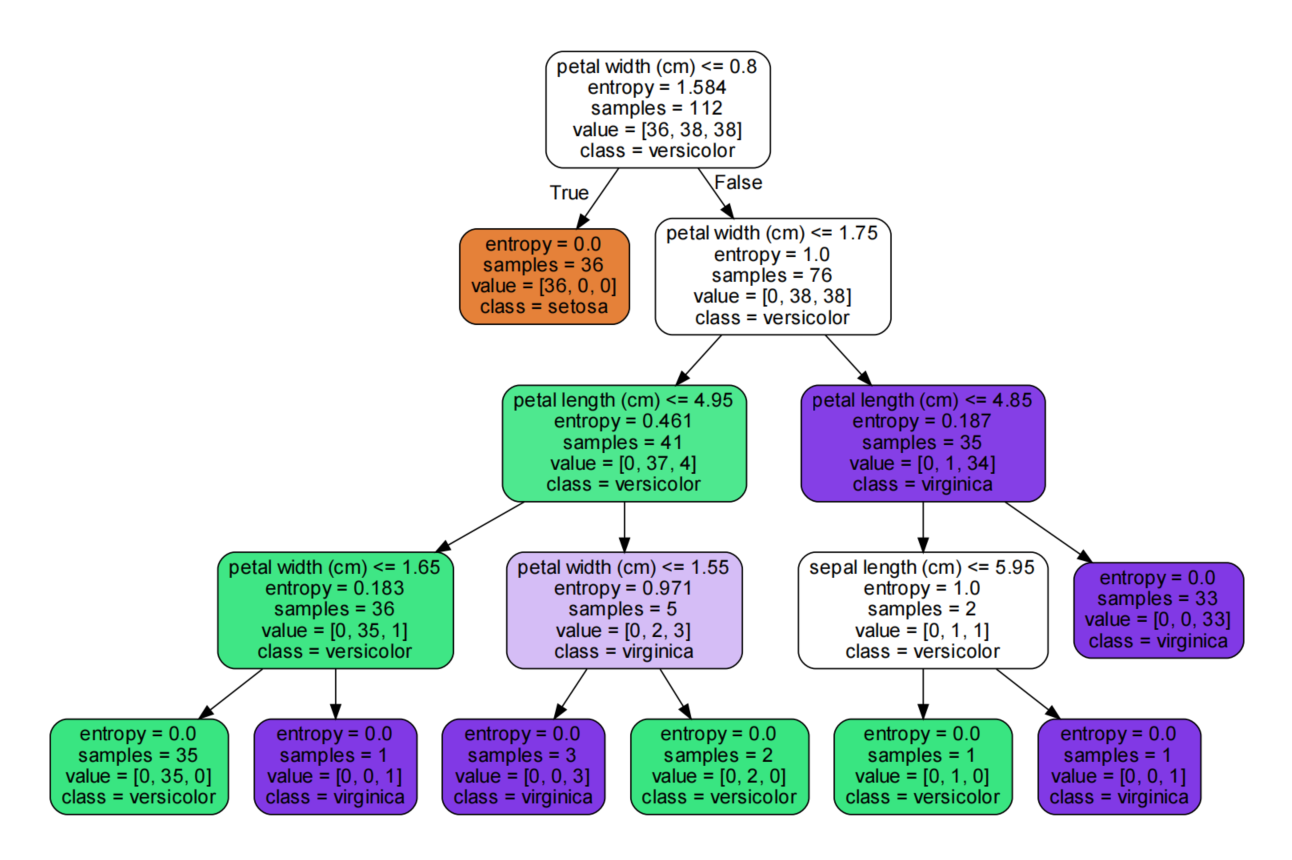 petal width (cm) <= 0.8
entropy = 1.584
samples = 112
value = [36, 38, 38]
class = versicolor
True
False
entropy = 0.0
samples = 36
value = [36, 0, 0]
class = setosa
petal width (cm) <= 1.75
entropy = 1.0
samples = 76
value = [0, 38, 38]
class = versicolor
petal length (cm) <= 4.95
entropy = 0.461
samples = 41
value = [0, 37, 4]
class = versicolor
petal length (cm) <= 4.85
entropy = 0.187
samples = 35
value = [0, 1, 34]
class = virginica
petal width (cm) <= 1.65
entropy = 0.183
samples = 36
value = [0, 35, 1]
class = versicolor
petal width (cm) <= 1.55
entropy = 0.971
samples = 5
value = [0, 2, 3]
class = virginica
sepal length (cm) <= 5.95
entropy = 1.0
samples = 2
value = [0, 1, 1]
class = versicolor
entropy = 0.0
samples = 33
value = [0, 0, 33]
class = virginica
entropy = 0.0
samples = 35
value = [0, 35, 0]
class = versicolor
entropy = 0.0
samples = 1
value = [0, 0, 1]
class = virginica
entropy = 0.0
samples = 3
value = [0, 0, 3]
class = virginica
entropy = 0.0
samples = 2
value = [0, 2, 0]
class = versicolor
entropy = 0.0
samples = 1
value = [0, 1, 0]
class = versicolor
entropy = 0.0
samples = 1
value = [0, 0, 1]
class = virginica